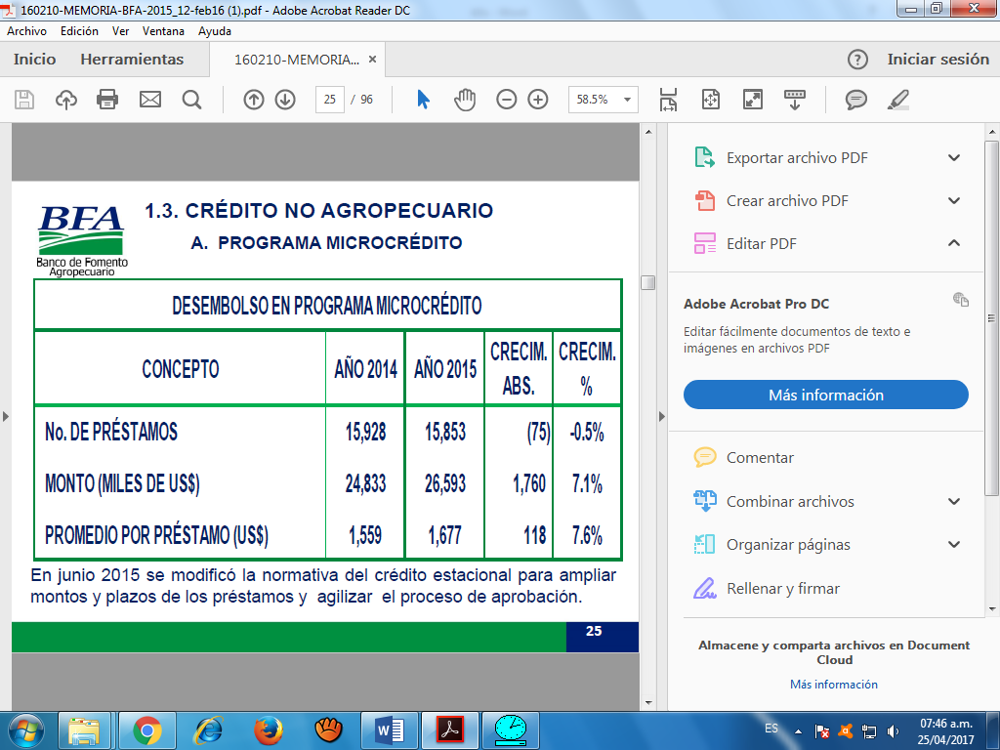 160210-MEMORIA-BFA-2015_12-feb16 (1).pdf - Adobe Acrobat Reader DC
Archivo Edición Ver Ventana Ayuda
Inicio Herramientas 160210-MEMORIA... × Iniciar sesión
25 / 96 58.5%
BFA
Banco de Fomento
Agropecuario
1.3. CRÉDITO NO AGROPECUARIO
A. PROGRAMA MICROCRÉDITO
DESEMBOLSO EN PROGRAMA MICROCRÉDITO
CONCEPTO AÑO 2014 AÑO 2015 CRECIM. ABS. CRECIM. %
No. DE PRÉSTAMOS 15,928 15,853 (75) -0.5%
MONTO (MILES DE US$) 24,833 26,593 1,760 7.1%
PROMEDIO POR PRÉSTAMO (US$) 1,559 1,677 118 7.6%
En junio 2015 se modificó la normativa del crédito estacional para ampliar
montos y plazos de los préstamos y agilizar el proceso de aprobación.
25
Exportar archivo PDF
Crear archivo PDF
Editar PDF
Adobe Acrobat Pro DC
Editar fácilmente documentos de texto e
imágenes en archivos PDF
Más información
Comentar
Combinar archivos
Organizar páginas
Rellenar y firmar
Almacene y comparta archivos en Document
Cloud
Más información
ES
07:46 a.m.
25/04/2017